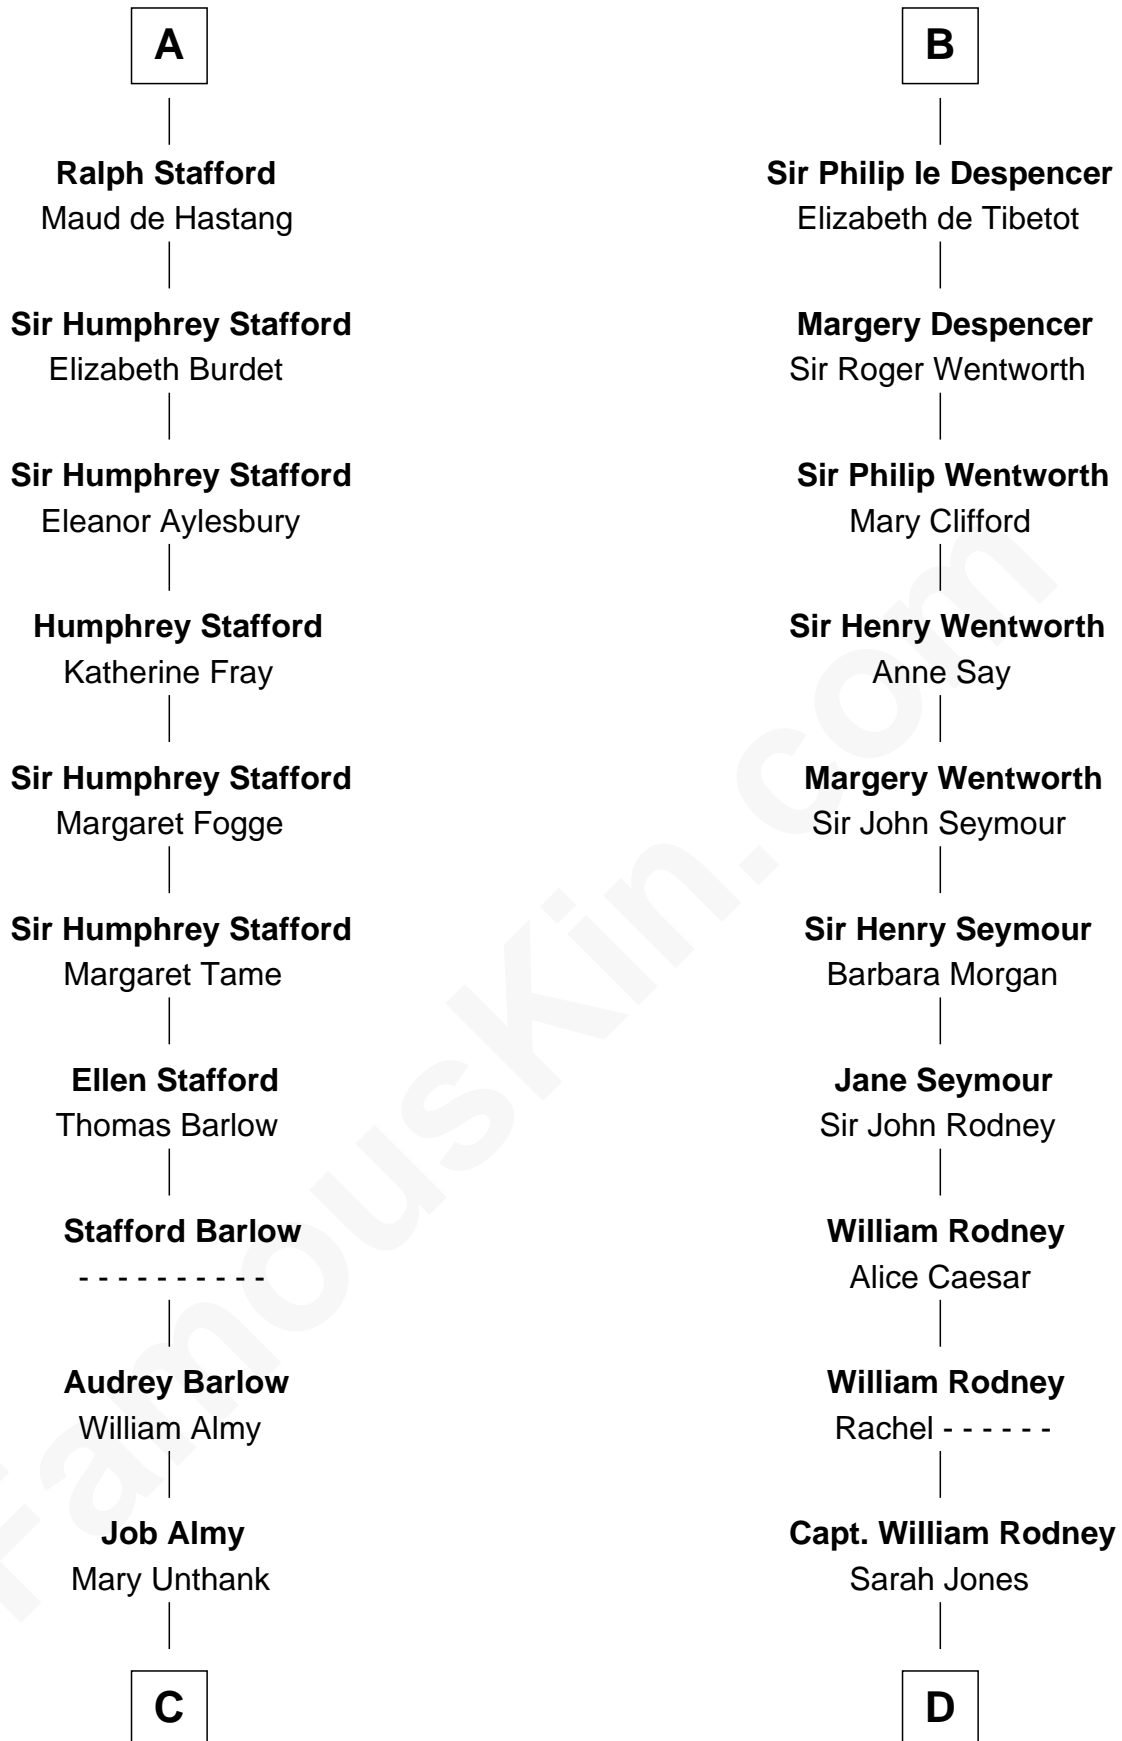 A
Ralph Stafford
Maud de Hastang
Sir Humphrey Stafford
Elizabeth Burdet
Sir Humphrey Stafford
Eleanor Aylesbury
Humphrey Stafford
Katherine Fray
Sir Humphrey Stafford
Margaret Fogge
Sir Humphrey Stafford
Margaret Tame
Ellen Stafford
Thomas Barlow
Stafford Barlow
- - - - - - - - - -
Audrey Barlow
William Almy
Job Almy
Mary Unthank
C
B
Sir Philip le Despencer
Elizabeth de Tibetot
Margery Despencer
Sir Roger Wentworth
Sir Philip Wentworth
Mary Clifford
Sir Henry Wentworth
Anne Say
Margery Wentworth
Sir John Seymour
Sir Henry Seymour
Barbara Morgan
Jane Seymour
Sir John Rodney
William Rodney
Alice Caesar
William Rodney
Rachel - - - - - -
Capt. William Rodney
Sarah Jones
D
FamousKin.com